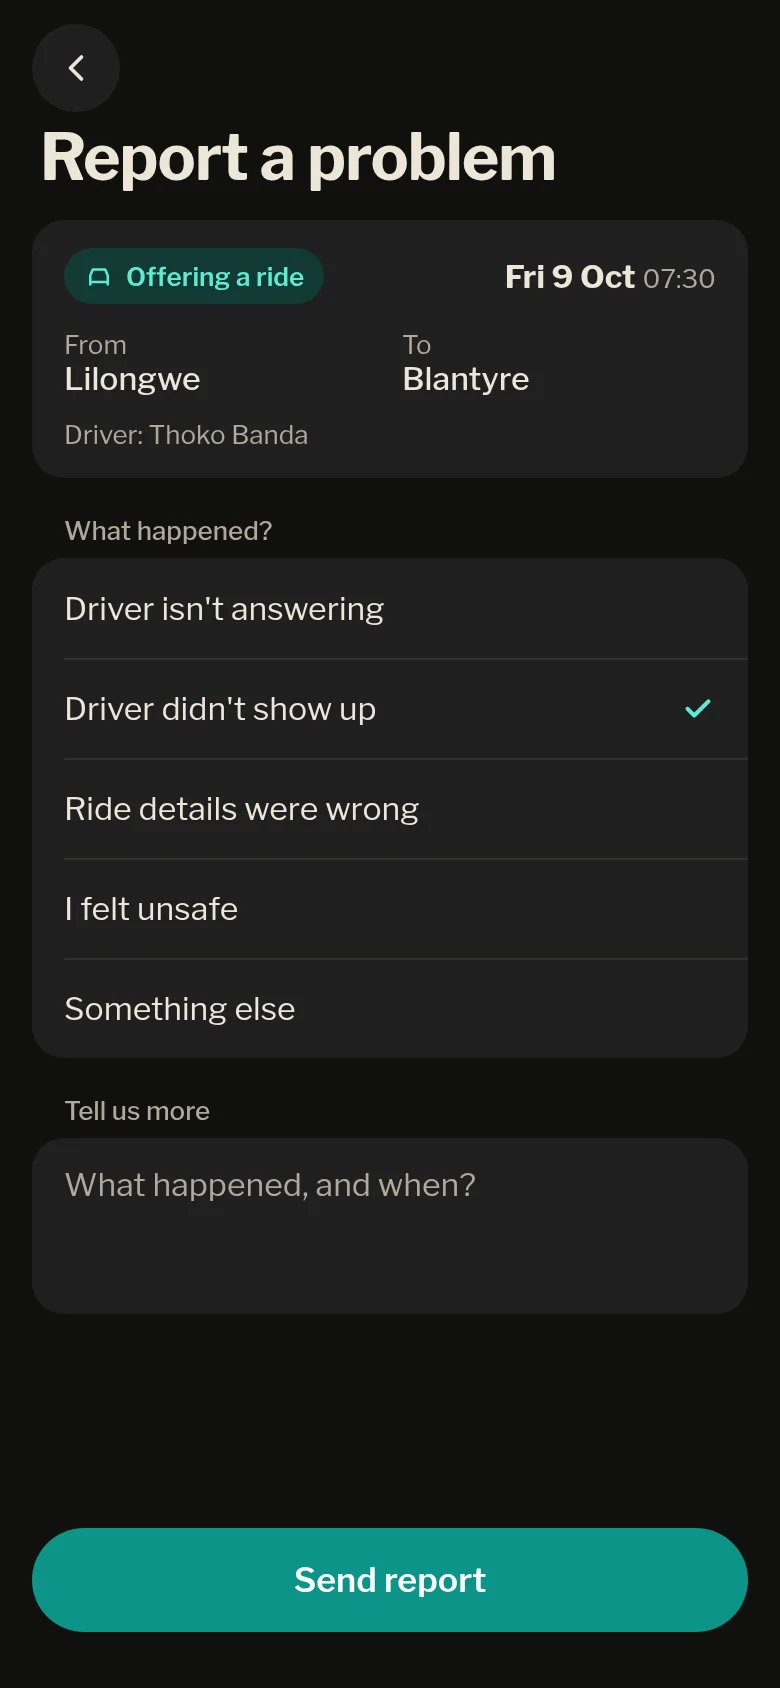 Report a problem
Offering a ride
Fri 9 Oct 07:30
From
To
Lilongwe
Blantyre
Driver: Thoko Banda
What happened?
Driver isn't answering
Driver didn't show up
Ride details were wrong
I felt unsafe
Something else
Tell us more
What happened, and when?
Send report